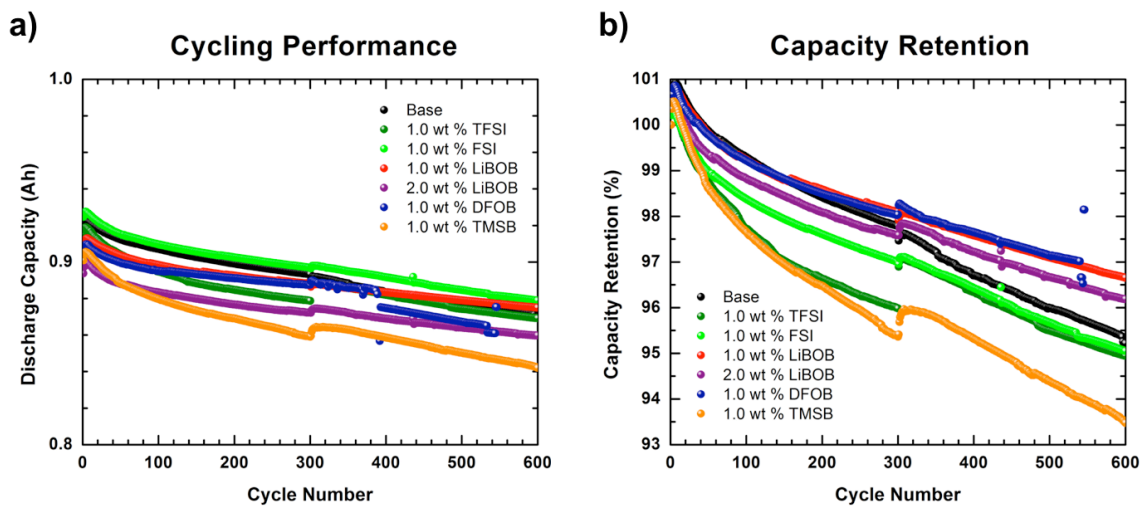 a)
Cycling Performance
Discharge Capacity (Ah)
1.0
0.9
0.8
0
100
200
300
400
500
600
Cycle Number
Base
1.0 wt % TFSI
1.0 wt % FSI
1.0 wt % LiBOB
2.0 wt % LiBOB
1.0 wt % DFOB
1.0 wt % TMSB
b)
Capacity Retention
Capacity Retention (%)
101
100
99
98
97
96
95
94
93
0
100
200
300
400
500
600
Cycle Number
Base
1.0 wt % TFSI
1.0 wt % FSI
1.0 wt % LiBOB
2.0 wt % LiBOB
1.0 wt % DFOB
1.0 wt % TMSB